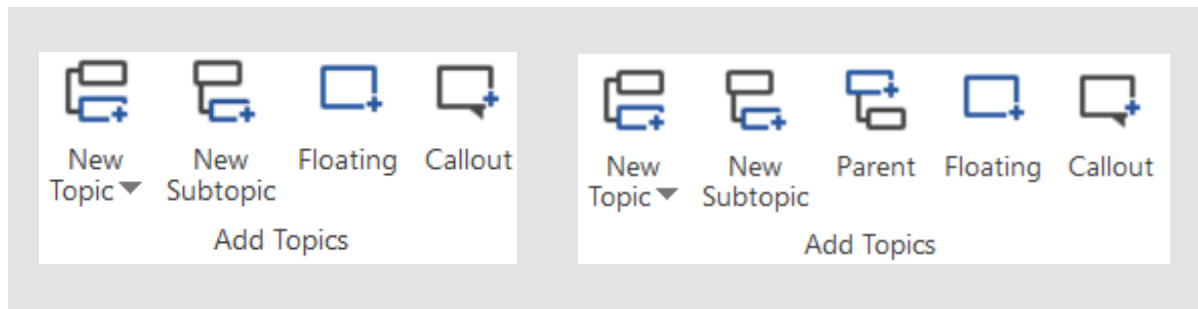 New New Floating Callout
Topic Subtopic
Add Topics
New New Parent Floating Callout
Topic Subtopic
Add Topics